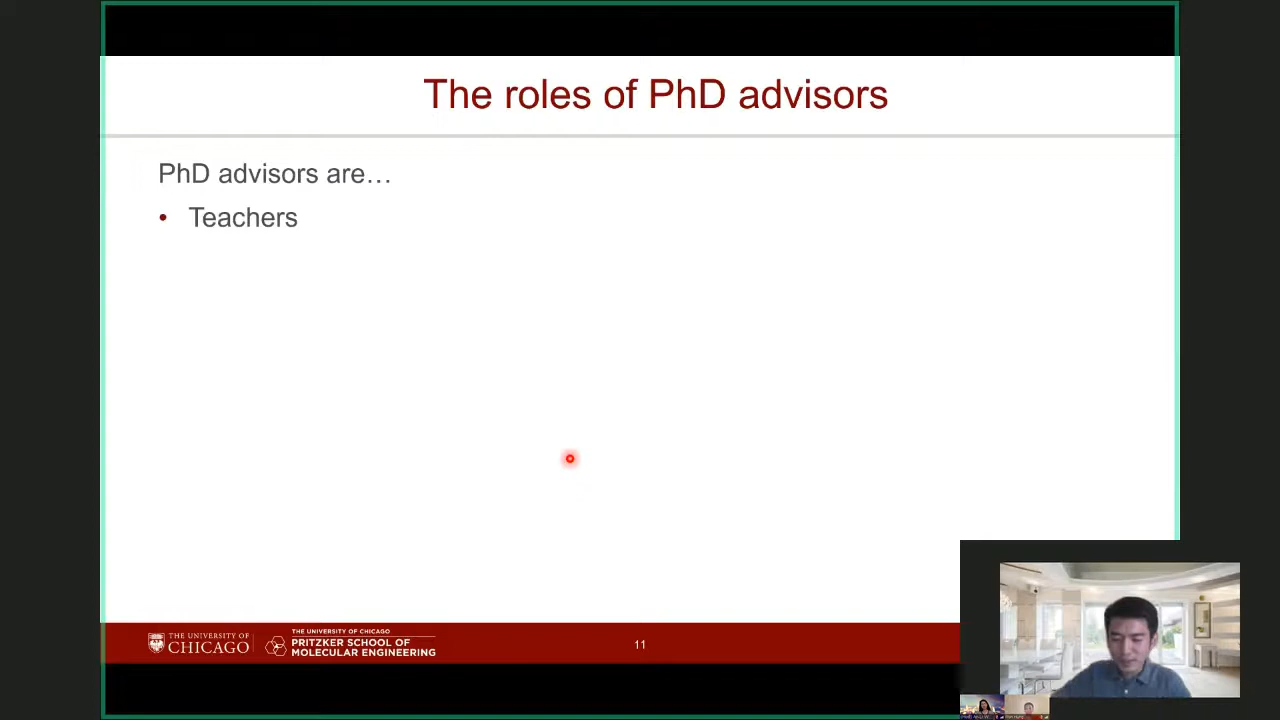 The roles of PhD advisors
PhD advisors are…
• Teachers
THE UNIVERSITY OF
CHICAGO
THE UNIVERSITY OF CHICAGO
PRITZKER SCHOOL OF
MOLECULAR ENGINEERING
11